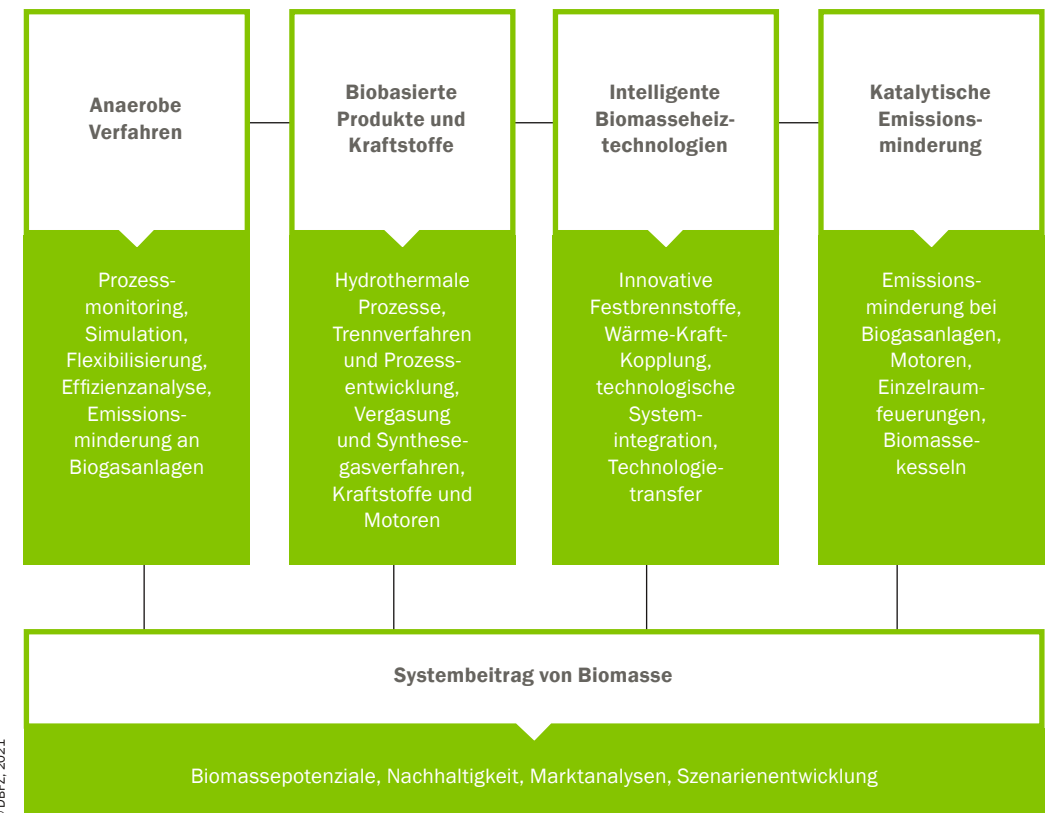 Anaerobe
Verfahren
Biobasierte
Produkte und
Kraftstoffe
Intelligente
Biomasseheiz-
technologien
Katalytische
Emissions-
minderung
Prozess-
monitoring,
Simulation,
Flexibilisierung,
Effizienzanalyse,
Emissions-
minderung an
Biogasanlagen
Hydrothermale
Prozesse,
Trennverfahren
und Prozess-
entwicklung,
Vergasung
und Synthese-
gasverfahren,
Kraftstoffe und
Motoren
Innovative
Festbrennstoffe,
Wärme-Kraft-
Kopplung,
technologische
System-
integration,
Technologie-
transfer
Emissions-
minderung bei
Biogasanlagen,
Motoren,
Einzelraum-
feuerungen,
Biomasse-
kesseln
Systembeitrag von Biomasse
Biomassepotenziale, Nachhaltigkeit, Marktanalysen, Szenarienentwicklung
DBFZ, 2021